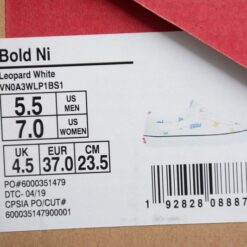 Bold Ni
Leopard White
VN0A3WLP1BS1
5.5 US MEN
7.0 US WOMEN
UK EUR CM
4.5 37.0 23.5
PO#6000351479
DTC- 04/19
CPSIA PO/CUT#
600035147900001
1 92828 08887